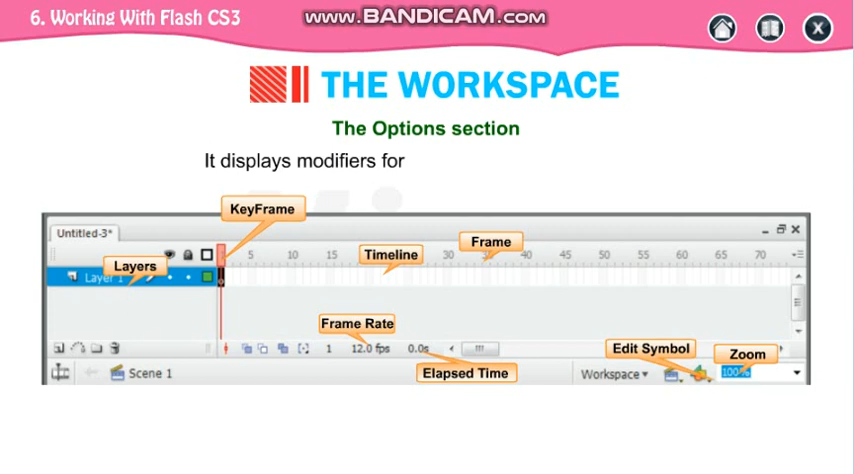 6. Working With Flash CS3
www.BANDICAM.com
X
THE WORKSPACE
The Options section
It displays modifiers for
KeyFrame
Untitled-3*
Frame
Timeline
5 10 15 30 40 45 50 55 60 65 70
Layers
Layer 1
Frame Rate
1 12.0 fps 0.0s
Edit Symbol
Zoom
Elapsed Time
Scene 1
Workspace
100%